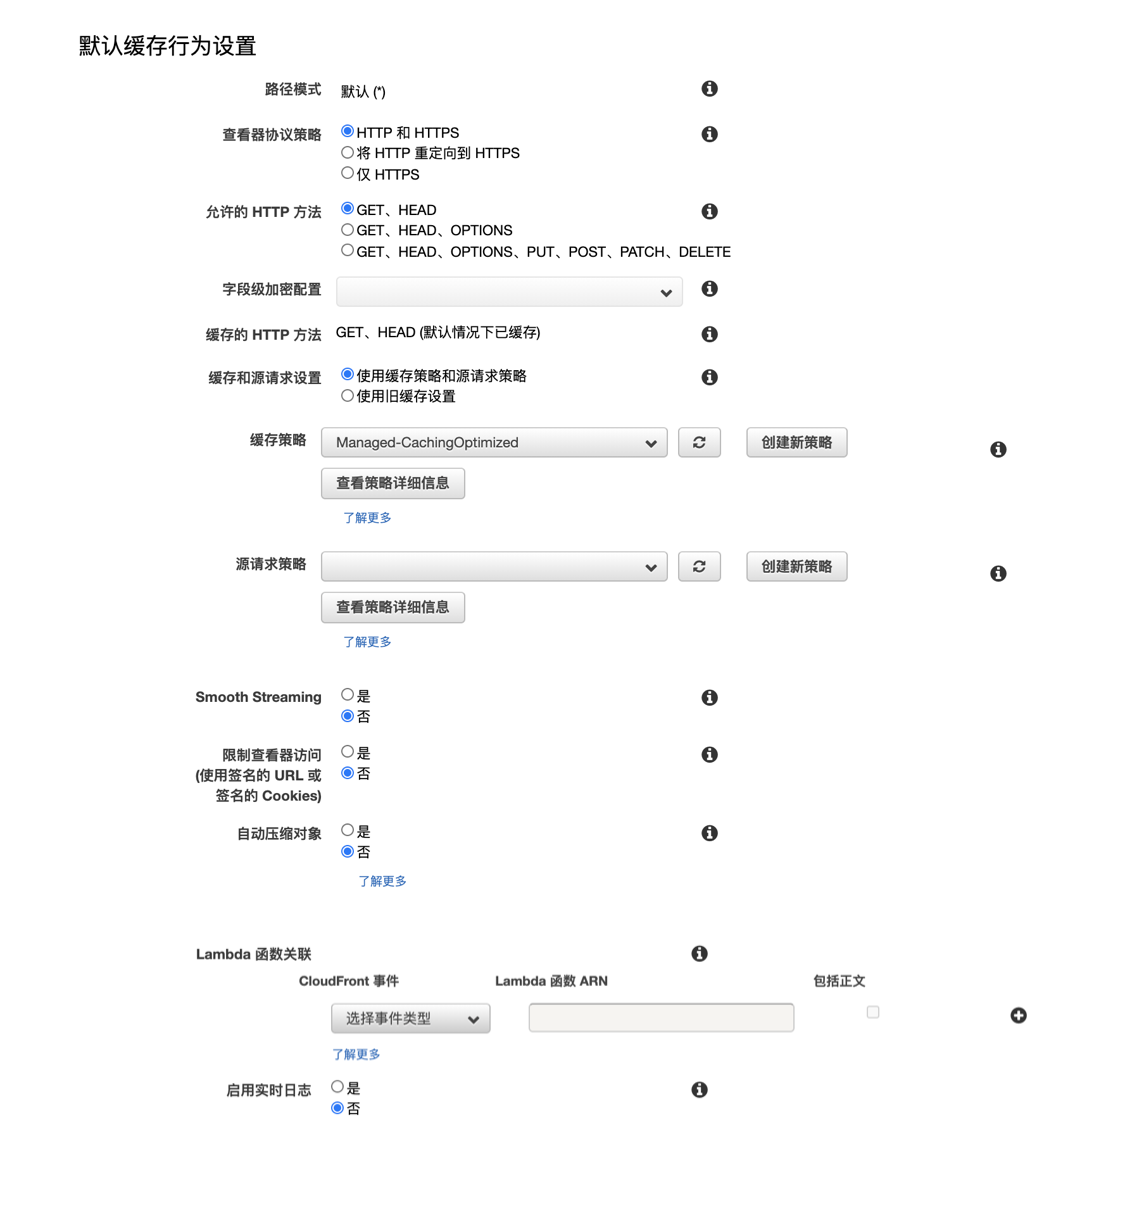 默认缓存行为设置
路径模式 默认 (*)
查看器协议策略 HTTP 和 HTTPS
将 HTTP 重定向到 HTTPS
仅 HTTPS
允许的 HTTP 方法 GET、HEAD
GET、HEAD、OPTIONS
GET、HEAD、OPTIONS、PUT、POST、PATCH、DELETE
字段级加密配置
缓存的 HTTP 方法 GET、HEAD (默认情况下已缓存)
缓存和源请求设置 使用缓存策略和源请求策略
使用旧缓存设置
缓存策略 Managed-CachingOptimized 创建新策略
查看策略详细信息
了解更多
源请求策略 创建新策略
查看策略详细信息
了解更多
Smooth Streaming 是
否
限制查看器访问 是
(使用签名的 URL 或 否
签名的 Cookies)
自动压缩对象 是
否
了解更多
Lambda 函数关联
CloudFront 事件 Lambda 函数 ARN 包括正文
选择事件类型
了解更多
启用实时日志 是
否